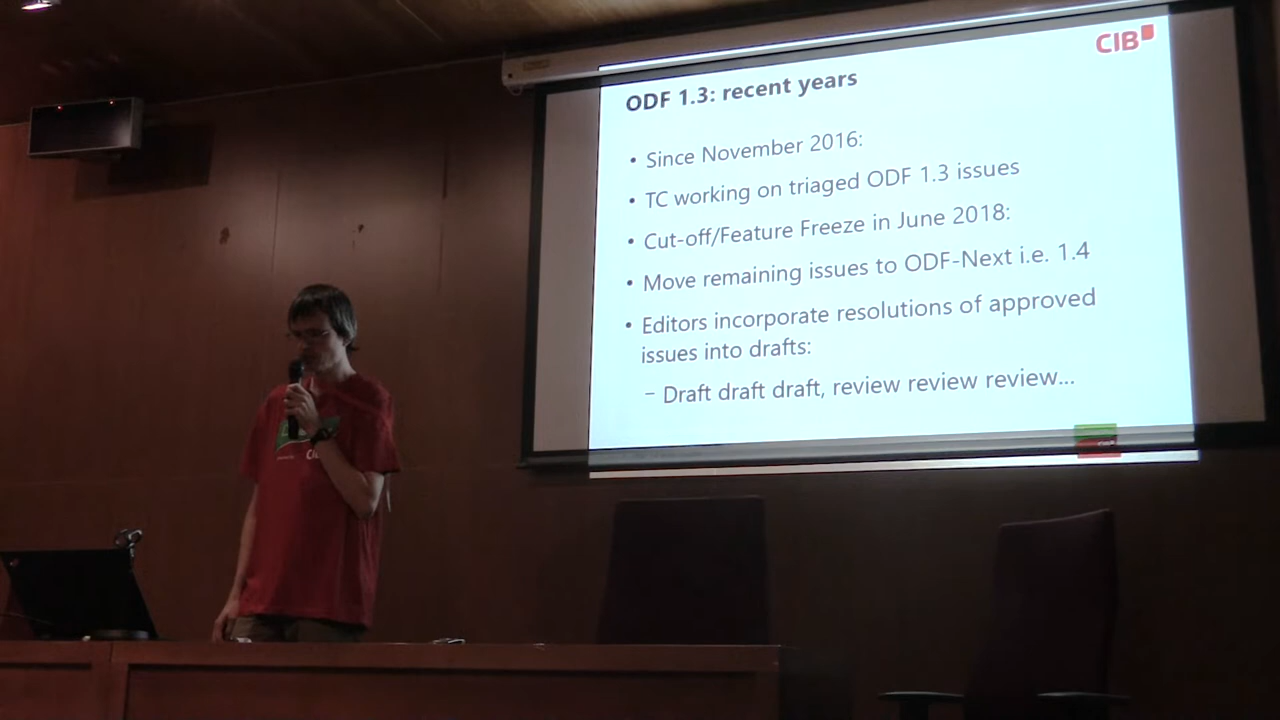 CIB
ODF 1.3: recent years
• Since November 2016:
• TC working on triaged ODF 1.3 issues
• Cut-off/Feature Freeze in June 2018:
• Move remaining issues to ODF-Next i.e. 1.4
• Editors incorporate resolutions of approved
issues into drafts:
– Draft draft draft, review review review...